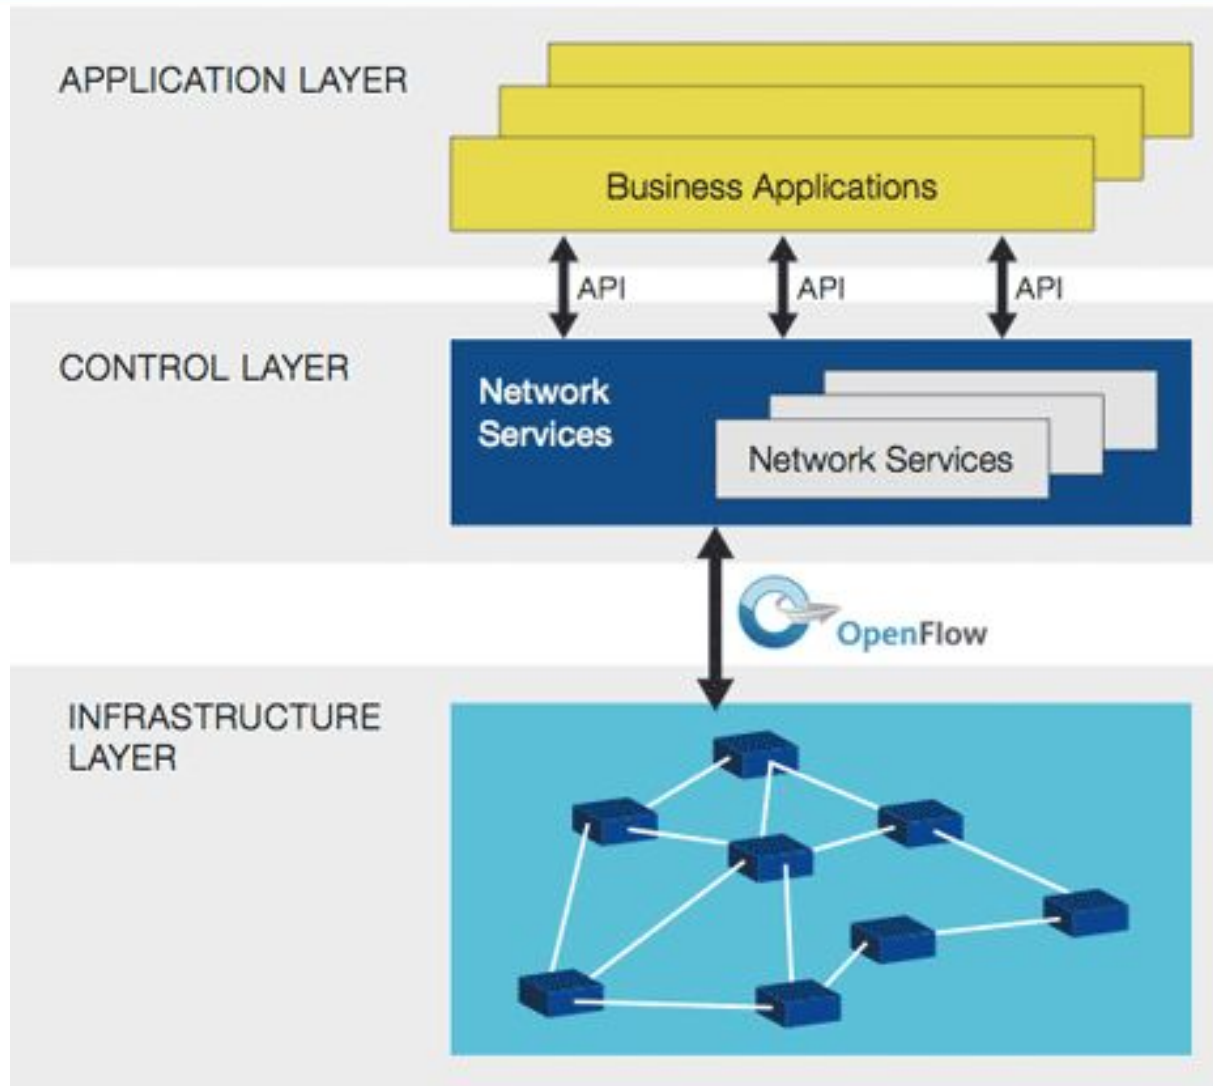 APPLICATION LAYER
Business Applications
API
API
API
CONTROL LAYER
Network
Services
Network Services
OpenFlow
INFRASTRUCTURE
LAYER